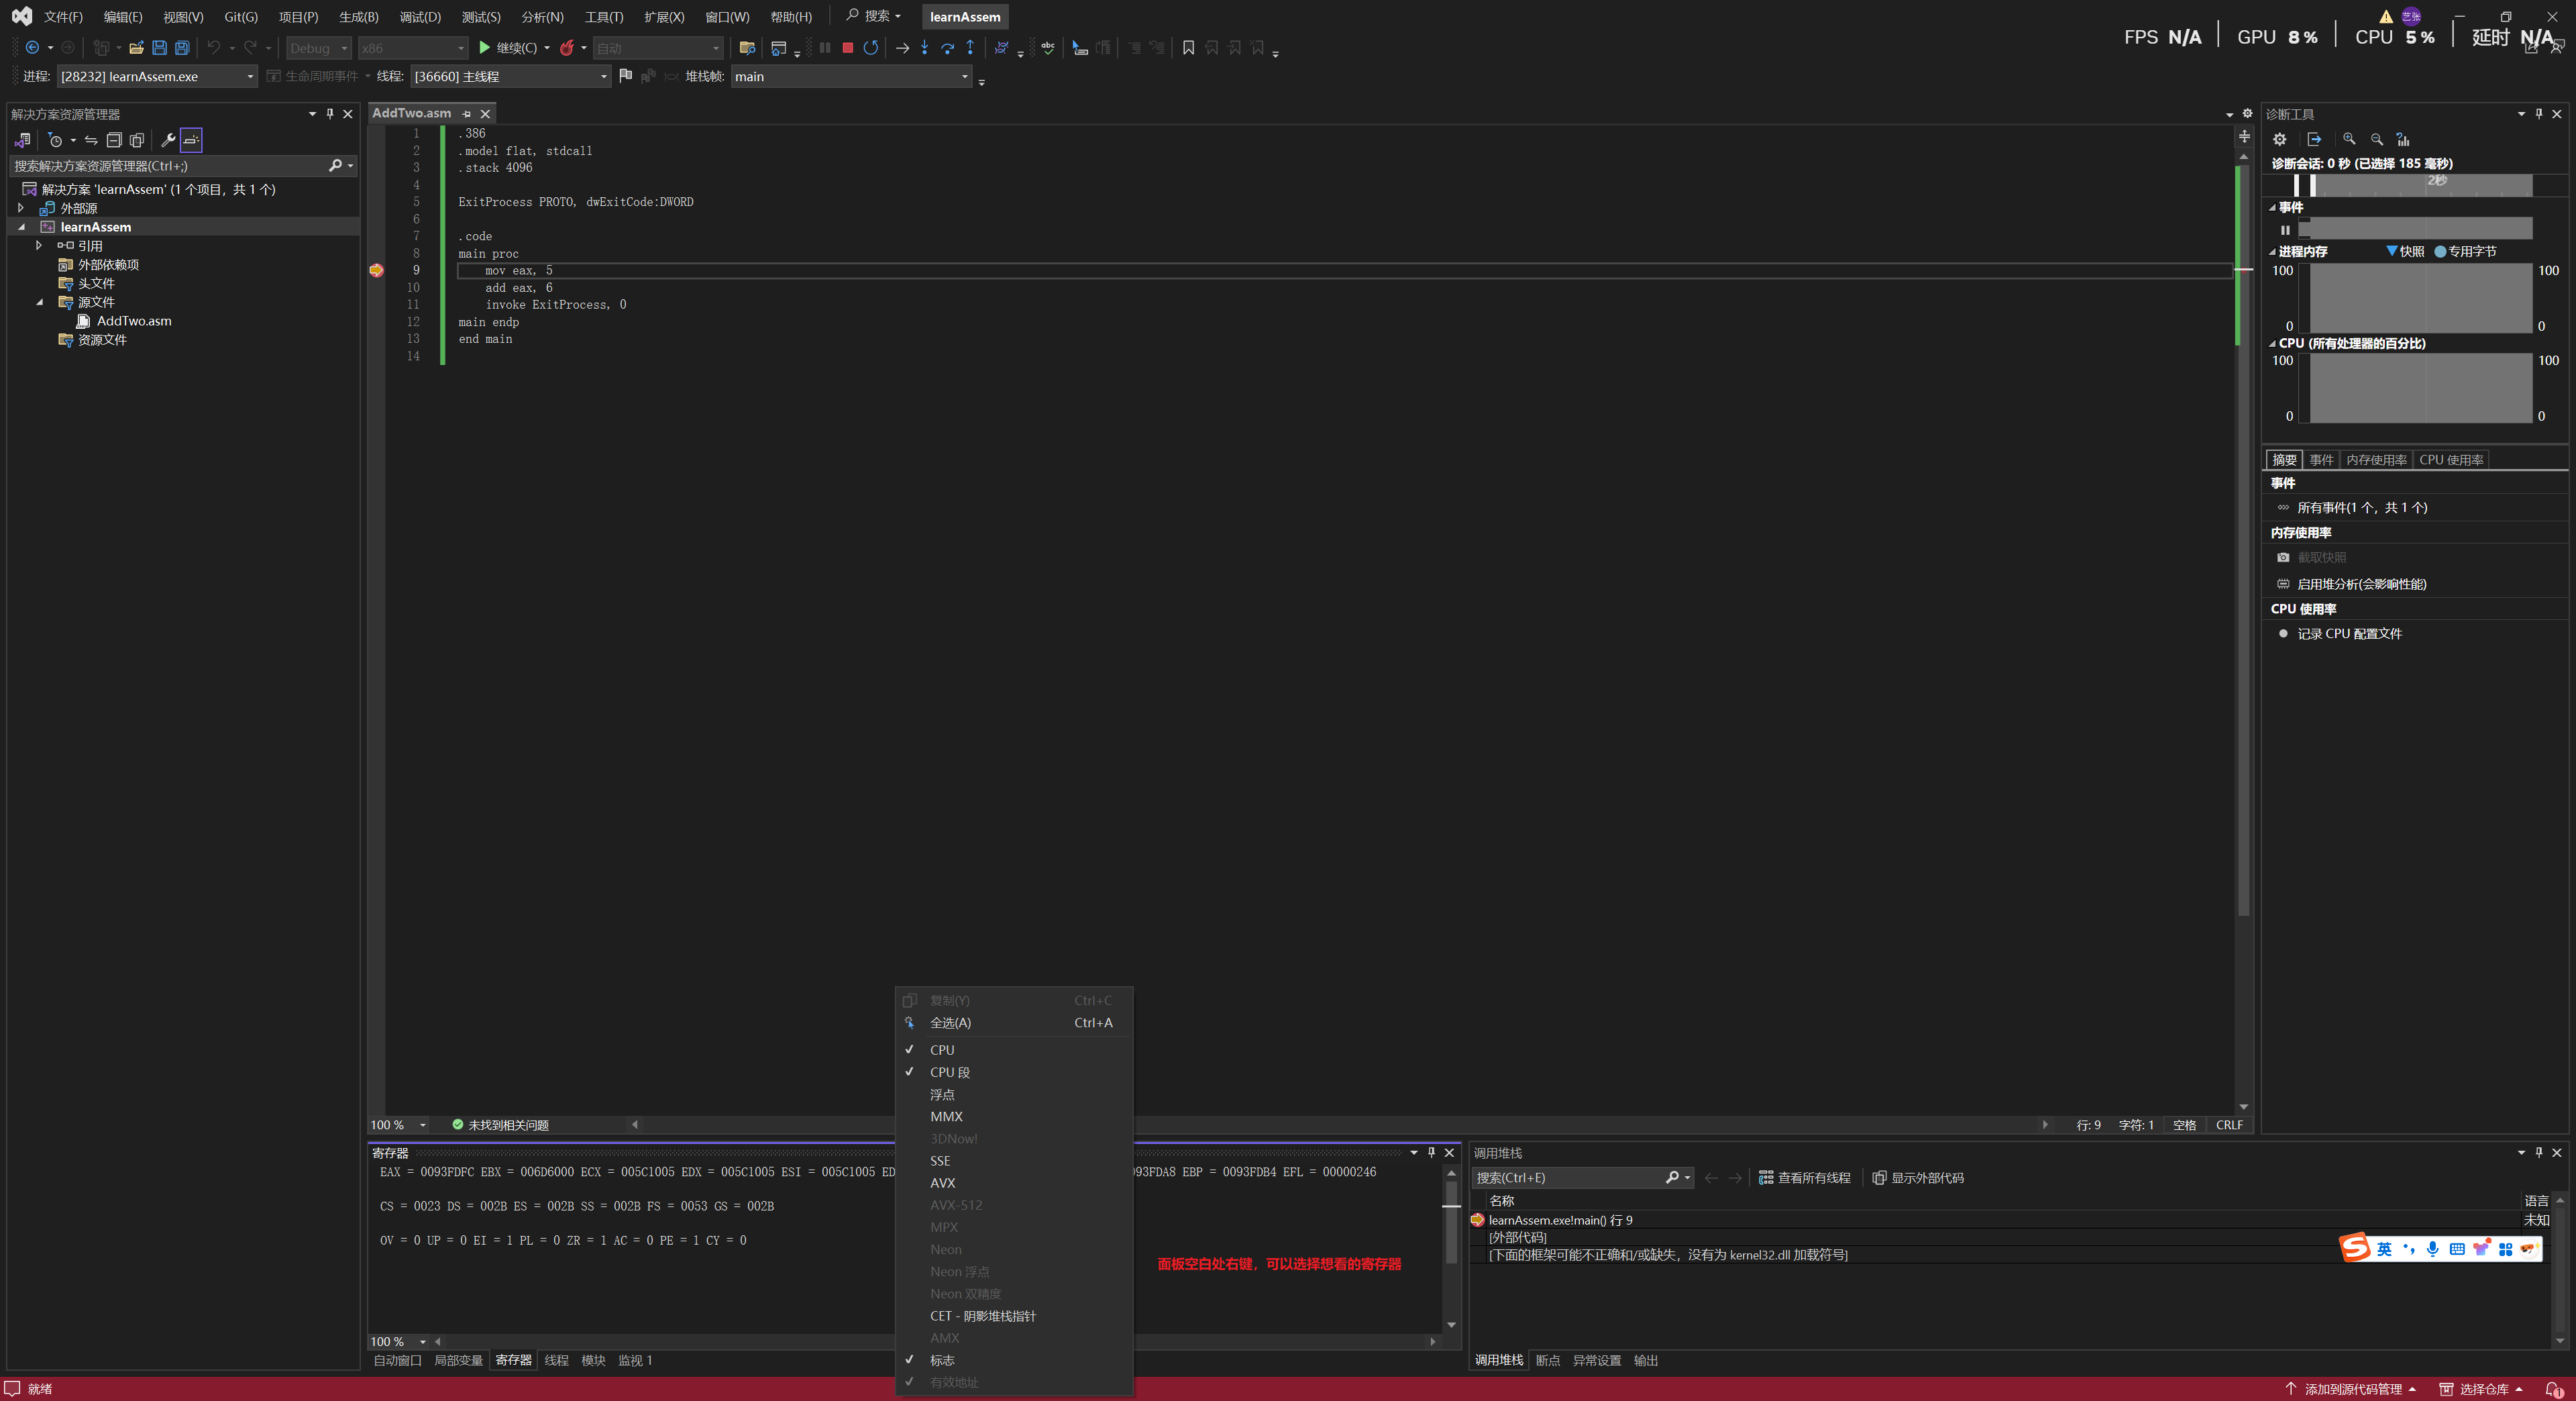 文件(F) 编辑(E) 视图(V) Git(G) 项目(P) 生成(B) 调试(D) 测试(S) 分析(N) 工具(T) 扩展(X) 窗口(W) 帮助(H) 搜索 learnAssem 艺张
FPS N/A GPU 8 % CPU 5 % 延时 N/A
Debug x86 继续(C) 自动
进程: [28232] learnAssem.exe 生命周期事件 线程: [36660] 主线程 堆栈帧: main
解决方案资源管理器
搜索解决方案资源管理器(Ctrl+;)
解决方案 'learnAssem' (1 个项目，共 1 个)
外部源
learnAssem
引用
外部依赖项
头文件
源文件
AddTwo.asm
资源文件
AddTwo.asm
1 .386
2 .model flat, stdcall
3 .stack 4096
4
5 ExitProcess PROTO, dwExitCode:DWORD
6
7 .code
8 main proc
9 mov eax, 5
10 add eax, 6
11 invoke ExitProcess, 0
12 main endp
13 end main
14
100 % 未找到相关问题 行: 9 字符: 1 空格 CRLF
诊断工具
诊断会话: 0 秒 (已选择 185 毫秒)
2秒
事件
进程内存 快照 专用字节
100 100
0 0
CPU (所有处理器的百分比)
100 100
0 0
摘要 事件 内存使用率 CPU 使用率
事件
所有事件(1 个，共 1 个)
内存使用率
截取快照
启用堆分析(会影响性能)
CPU 使用率
记录 CPU 配置文件
复制(Y) Ctrl+C
全选(A) Ctrl+A
CPU
CPU 段
浮点
MMX
3DNow!
SSE
AVX
AVX-512
MPX
Neon
Neon 浮点
Neon 双精度
CET - 阴影堆栈指针
AMX
标志
有效地址
寄存器
EAX = 0093FDFC EBX = 006D6000 ECX = 005C1005 EDX = 005C1005 ESI = 005C1005 ED 93FDA8 EBP = 0093FDB4 EFL = 00000246
CS = 0023 DS = 002B ES = 002B SS = 002B FS = 0053 GS = 002B
OV = 0 UP = 0 EI = 1 PL = 0 ZR = 1 AC = 0 PE = 1 CY = 0
面板空白处右键，可以选择想看的寄存器
100 %
自动窗口 局部变量 寄存器 线程 模块 监视 1
调用堆栈
搜索(Ctrl+E) 查看所有线程 显示外部代码
名称 语言
learnAssem.exe!main() 行 9 未知
[外部代码]
[下面的框架可能不正确和/或缺失，没有为 kernel32.dll 加载符号]
英
调用堆栈 断点 异常设置 输出
就绪 添加到源代码管理 选择仓库 1